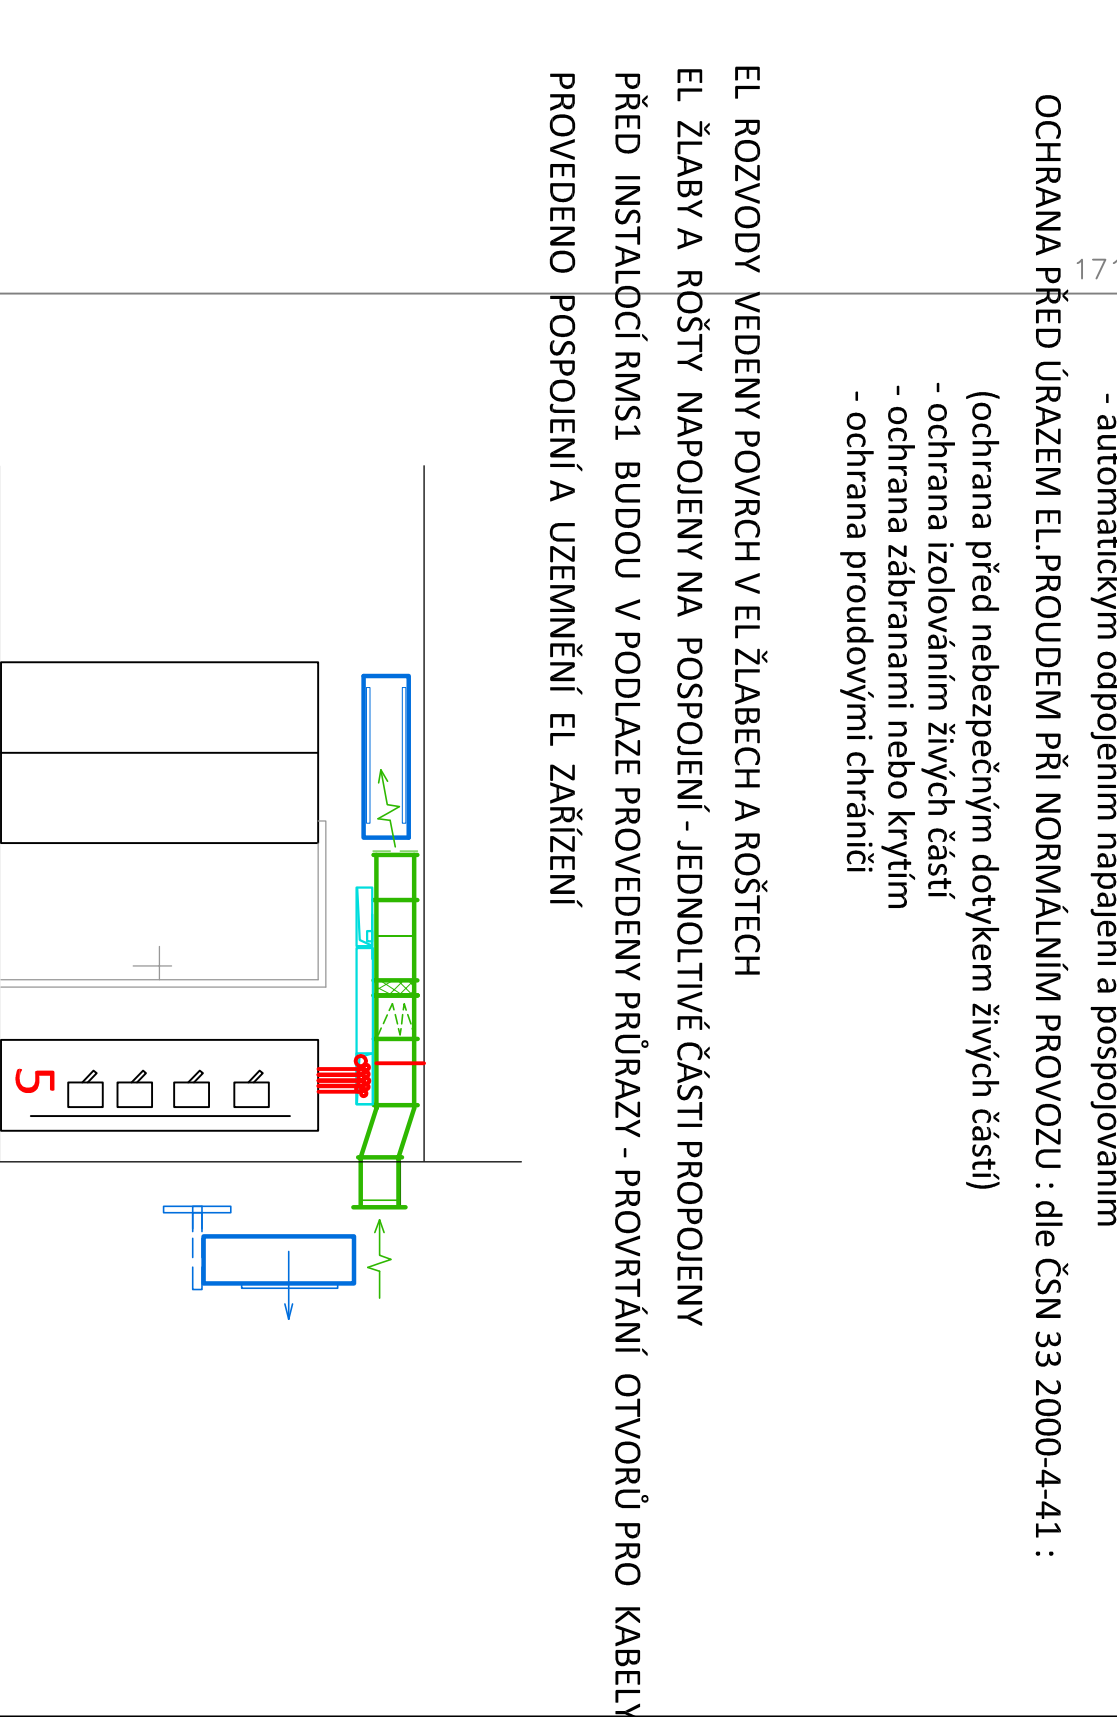 - automatickým odpojením napájení a pospojováním
171
OCHRANA PŘED ÚRAZEM EL.PROUDEM PŘI NORMÁLNÍM PROVOZU : dle ČSN 33 2000-4-41 :
(ochrana před nebezpečným dotykem živých částí)
- ochrana izolováním živých částí
- ochrana zábranami nebo krytím
- ochrana proudovými chrániči
EL ROZVODY VEDENY POVRCH V EL ŽLABECH A ROŠTECH
EL ŽLABY A ROŠTY NAPOJENY NA POSPOJENÍ - JEDNOLTIVÉ ČÁSTI PROPOJENY
PŘED INSTALOCÍ RMS1 BUDOU V PODLAZE PROVEDENY PRŮRAZY - PROVRTÁNÍ OTVORŮ PRO KABELY
PROVEDENO POSPOJENÍ A UZEMNĚNÍ EL ZAŘÍZENÍ
5